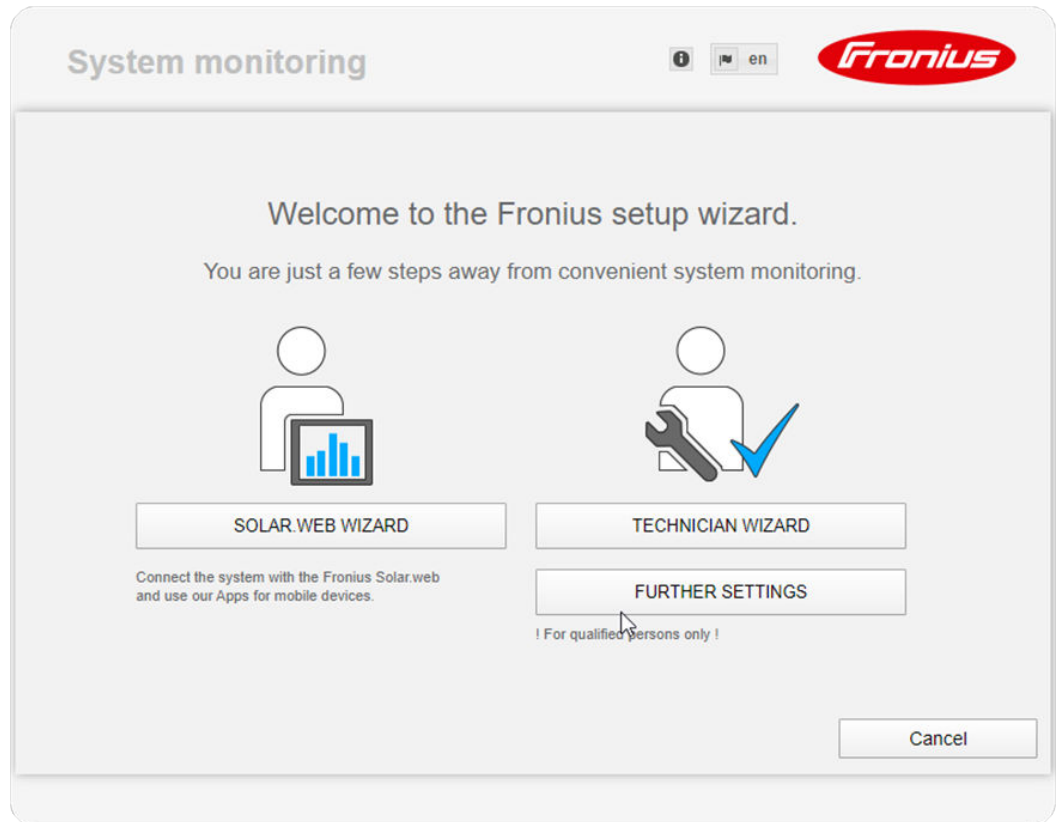 System monitoring
en
Fronius
Welcome to the Fronius setup wizard.
You are just a few steps away from convenient system monitoring.
SOLAR.WEB WIZARD
Connect the system with the Fronius Solar.web
and use our Apps for mobile devices.
TECHNICIAN WIZARD
FURTHER SETTINGS
! For qualified persons only !
Cancel